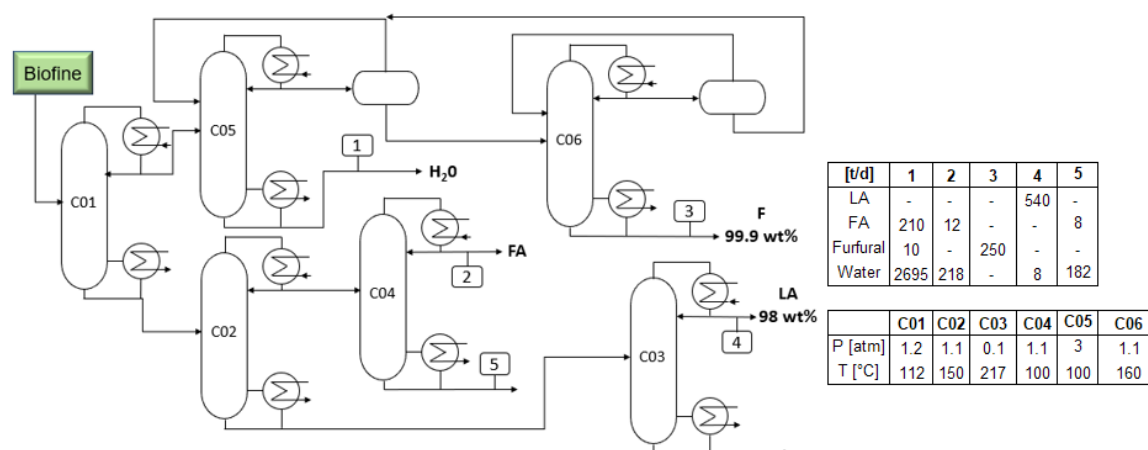 Biofine
C01
C05
1
H20
C06
3
F
99.9 wt%
C02
C04
FA
2
5
C03
LA
98 wt%
4
[t/d] 1 2 3 4 5
LA - - - 540 -
FA 210 12 - - 8
Furfural 10 - 250 - -
Water 2695 218 - 8 182
C01 C02 C03 C04 C05 C06
P [atm] 1.2 1.1 0.1 1.1 3 1.1
T [°C] 112 150 217 100 100 160